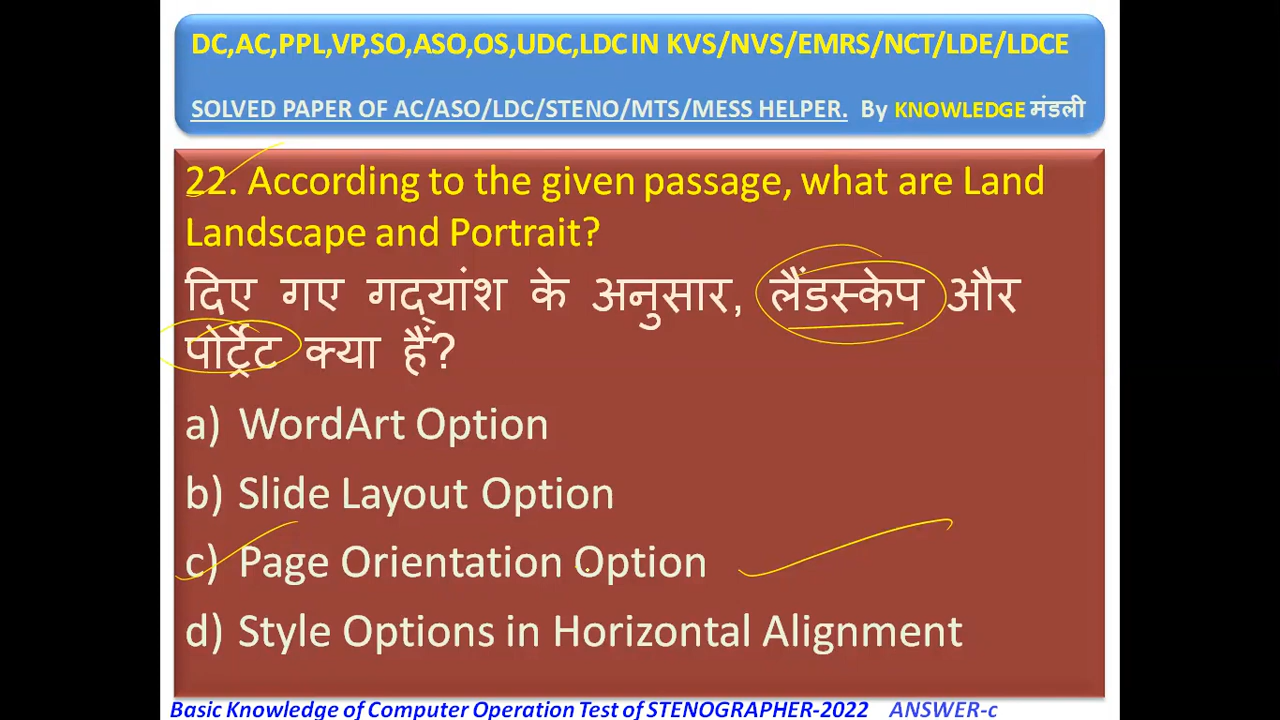 DC,AC,PPL,VP,SO,ASO,OS,UDC,LDC IN KVS/NVS/EMRS/NCT/LDE/LDCE
SOLVED PAPER OF AC/ASO/LDC/STENO/MTS/MESS HELPER. By KNOWLEDGE मंडली
22. According to the given passage, what are Land
Landscape and Portrait?
दिए गए गद्यांश के अनुसार, लैंडस्केप और
पोर्ट्रेट क्या हैं?
a) WordArt Option
b) Slide Layout Option
c) Page Orientation Option
d) Style Options in Horizontal Alignment
Basic Knowledge of Computer Operation Test of STENOGRAPHER-2022 ANSWER-c